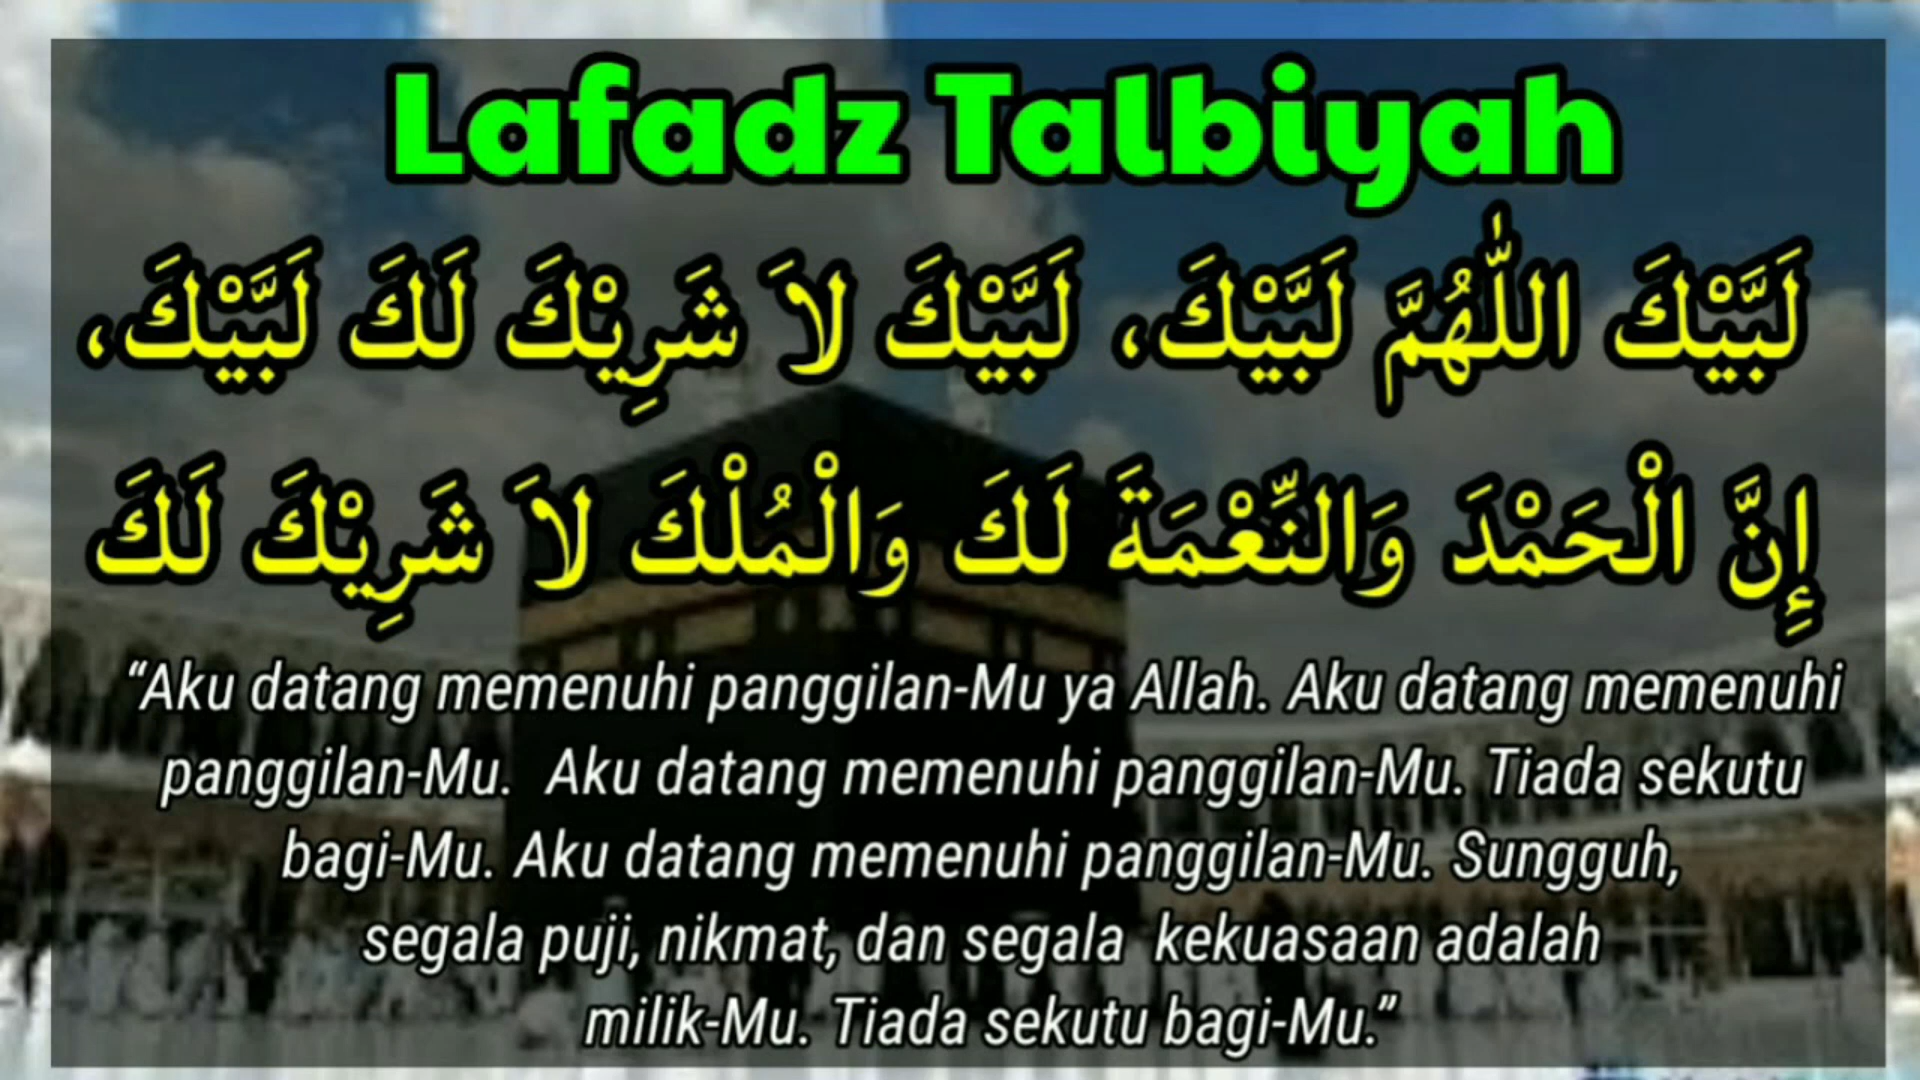 Lafadz Talbiyah
لَبَّيْكَ اللّٰهُمَّ لَبَّيْكَ، لَبَّيْكَ لاَ شَرِيْكَ لَكَ لَبَّيْكَ،
إِنَّ الْحَمْدَ وَالنِّعْمَةَ لَكَ وَالْمُلْكَ لاَ شَرِيْكَ لَكَ
“Aku datang memenuhi panggilan-Mu ya Allah. Aku datang memenuhi
panggilan-Mu. Aku datang memenuhi panggilan-Mu. Tiada sekutu
bagi-Mu. Aku datang memenuhi panggilan-Mu. Sungguh,
segala puji, nikmat, dan segala kekuasaan adalah
milik-Mu. Tiada sekutu bagi-Mu.”